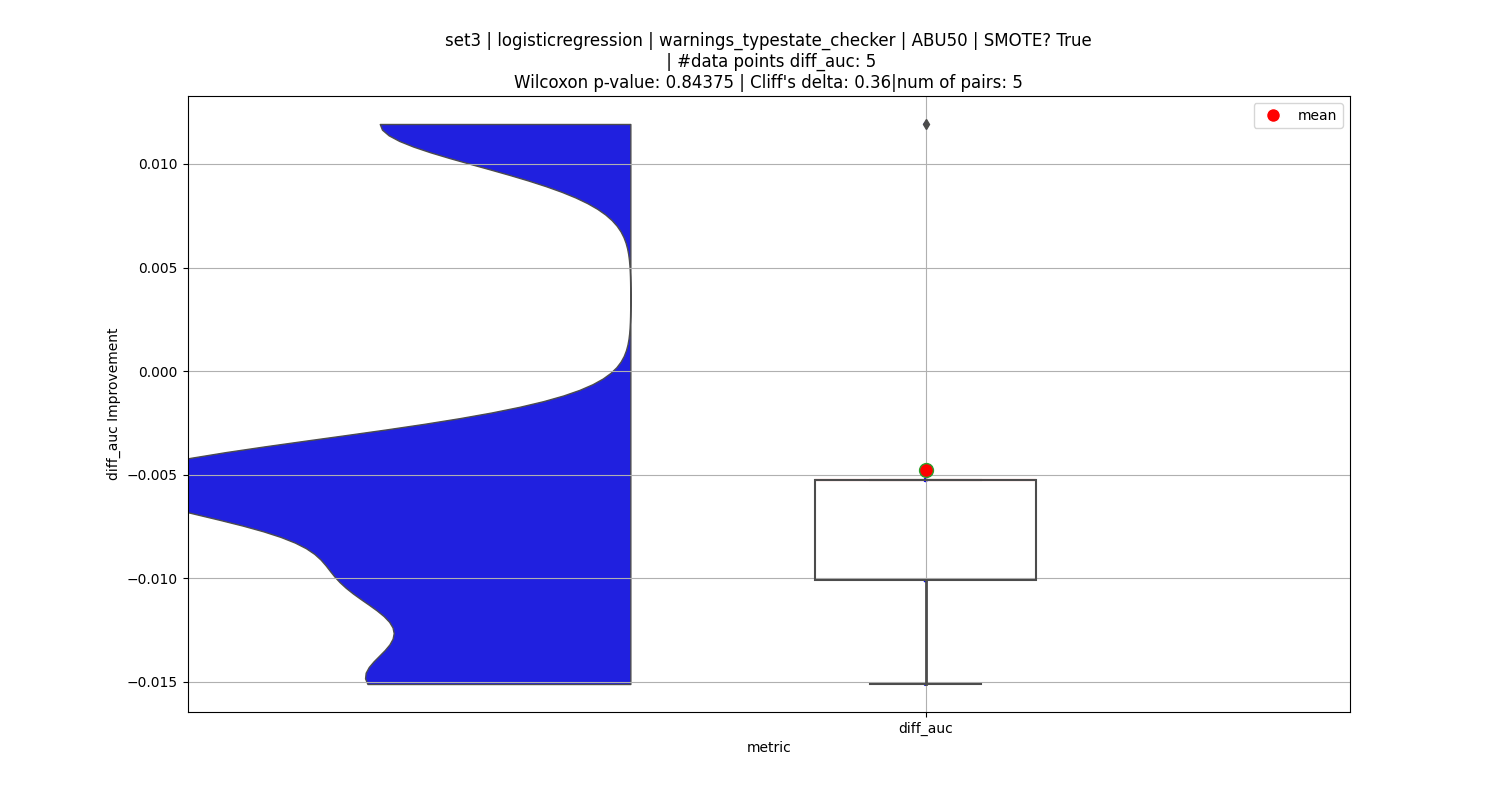 set3 | logisticregression | warnings_typestate_checker | ABU50 | SMOTE? True
| #data points diff_auc: 5
Wilcoxon p-value: 0.84375 | Cliff's delta: 0.36|num of pairs: 5
mean
0.010
0.005
0.000
−0.005
−0.010
−0.015
diff_auc Improvement
diff_auc
metric